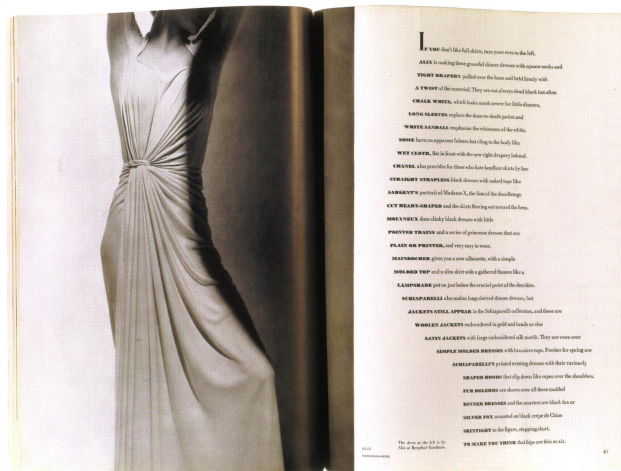 IF YOU don't like full skirts, turn your eyes to the left.
ALIX is making these graceful dinner dresses with square necks and
TIGHT DRAPERY pulled over the form and held firmly with
A TWIST of the material. They are not always dead black but often
CHALK WHITE, which looks much newer for little dinners.
LONG SLEEVES replace the done-to-death jacket and
WHITE SANDALS emphasize the whiteness of the white.
SOME have no apparent fulness but cling to the body like
WET CLOTH, flat in front with the new tight drapery behind.
CHANEL also provides for those who hate bouffant skirts by her
STRAIGHT STRAPLESS black dresses with naked tops like
SARGENT'S portrait of Madame X, the line of the decolletage
CUT HEART-SHAPED and the skirts flowing out toward the hem.
MOLYNEUX does slinky black dresses with little
POINTED TRAINS and a series of princesse dresses that are
PLAIN OR PRINTED, and very easy to wear.
MAINBOCHER gives you a new silhouette, with a simple
MOLDED TOP and a slim skirt with a gathered flounce like a
LAMPSHADE put on just below the crucial point of the derrière.
SCHIAPARELLI also makes long-sleeved dinner dresses, but
JACKETS STILL APPEAR in the Schiaparelli collection, and these are
WOOLEN JACKETS embroidered in gold and beads or else
SATIN JACKETS with large embroidered silk motifs. They are worn over
SIMPLE MOLDED DRESSES with brassiere tops. Fresher for spring are
SCHIAPARELLI'S printed evening dresses with their variously
SHAPED HOODS that slip down like capes over the shoulders.
FUR BOLEROS are shown over all these molded
DINNER DRESSES and the smartest are black fox or
SILVER FOX mounted on black crepe de Chine
SKINTIGHT to the figure, stopping short.
TO MAKE YOU THINK that hips are thin as air.
The dress at the left is by
Alix at Bergdorf Goodman.
ALIX
67